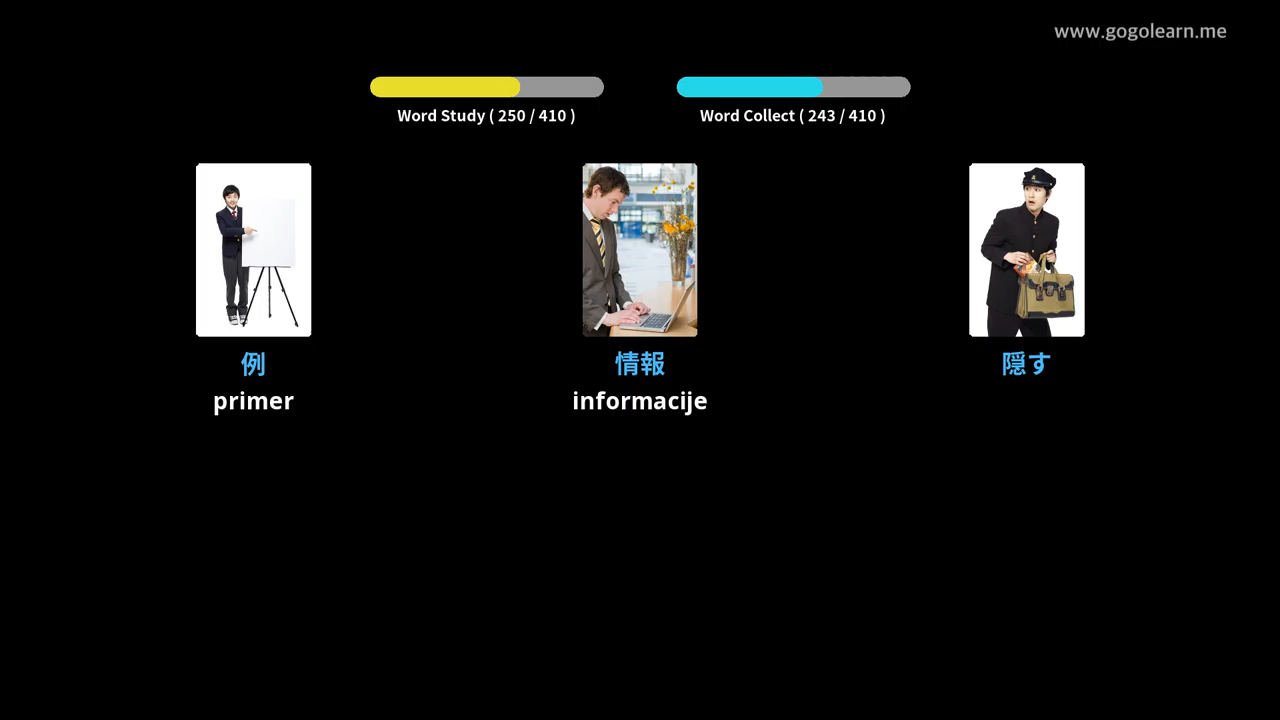 www.gogolearn.me
Word Study ( 250 / 410 )
Word Collect ( 243 / 410 )
例
primer
情報
informacije
隠す